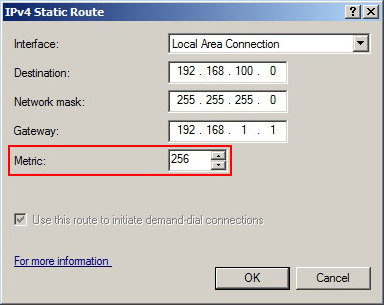 IPv4 Static Route
Interface: Local Area Connection
Destination: 192 . 168 . 100 . 0
Network mask: 255 . 255 . 255 . 0
Gateway: 192 . 168 . 1 . 1
Metric: 256
Use this route to initiate demand-dial connections
For more information
OK Cancel